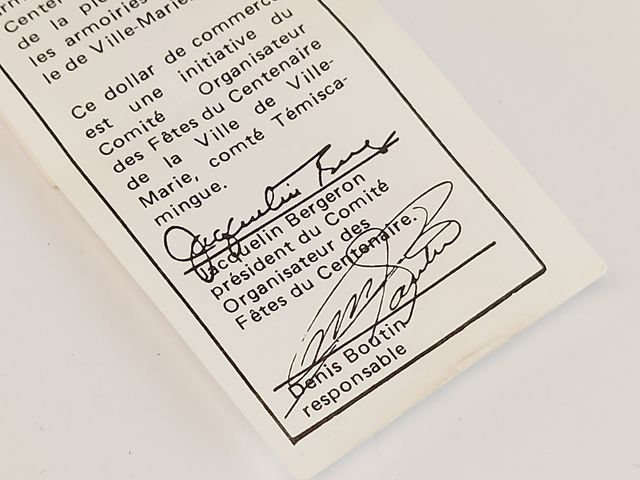 Centen
de la pie
les armoiries
le de Ville-Marie.
Ce dollar de commerce
est une initiative du
Comité Organisateur
des Fêtes du Centenaire
de la Ville de Ville-
Marie, comté Témisca-
mingue.
Jacquelin Bergeron
président du Comité
Organisateur des
Fêtes du Centenaire.
Denis Boutin
responsable